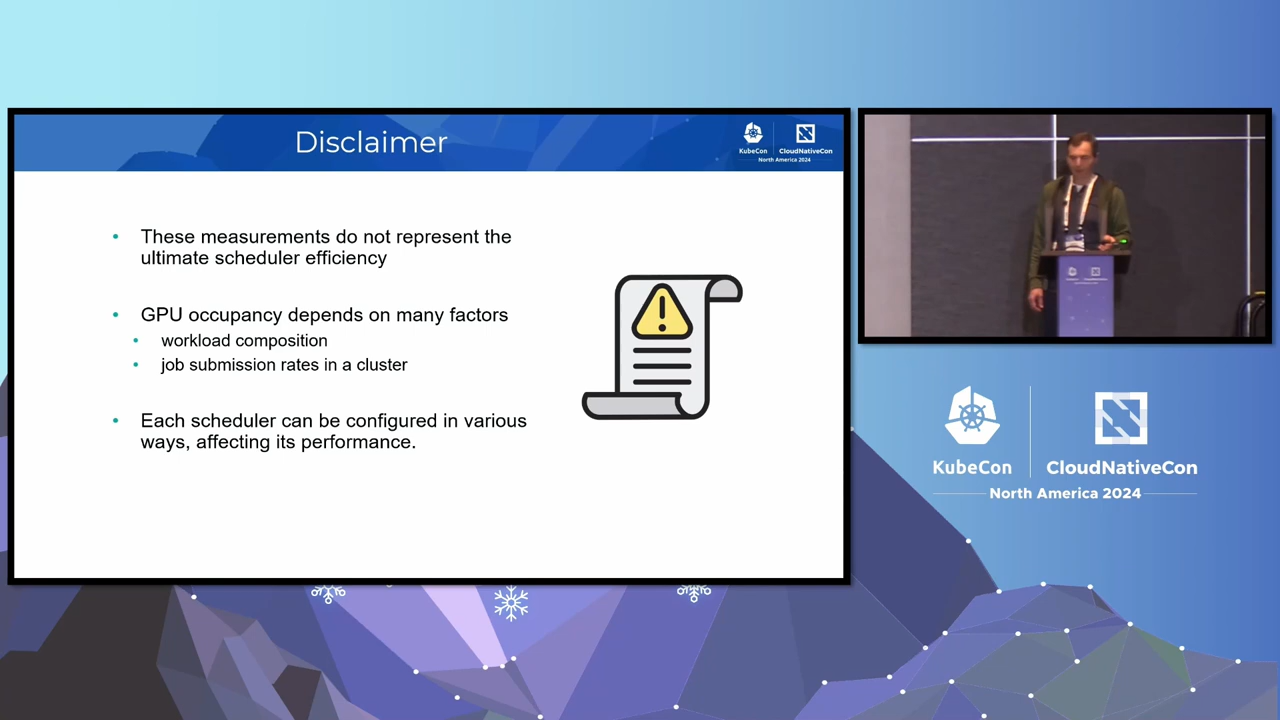 Disclaimer
KubeCon
CloudNativeCon
North America 2024
These measurements do not represent the
ultimate scheduler efficiency
GPU occupancy depends on many factors
workload composition
job submission rates in a cluster
Each scheduler can be configured in various
ways, affecting its performance.
KubeCon
CloudNativeCon
North America 2024